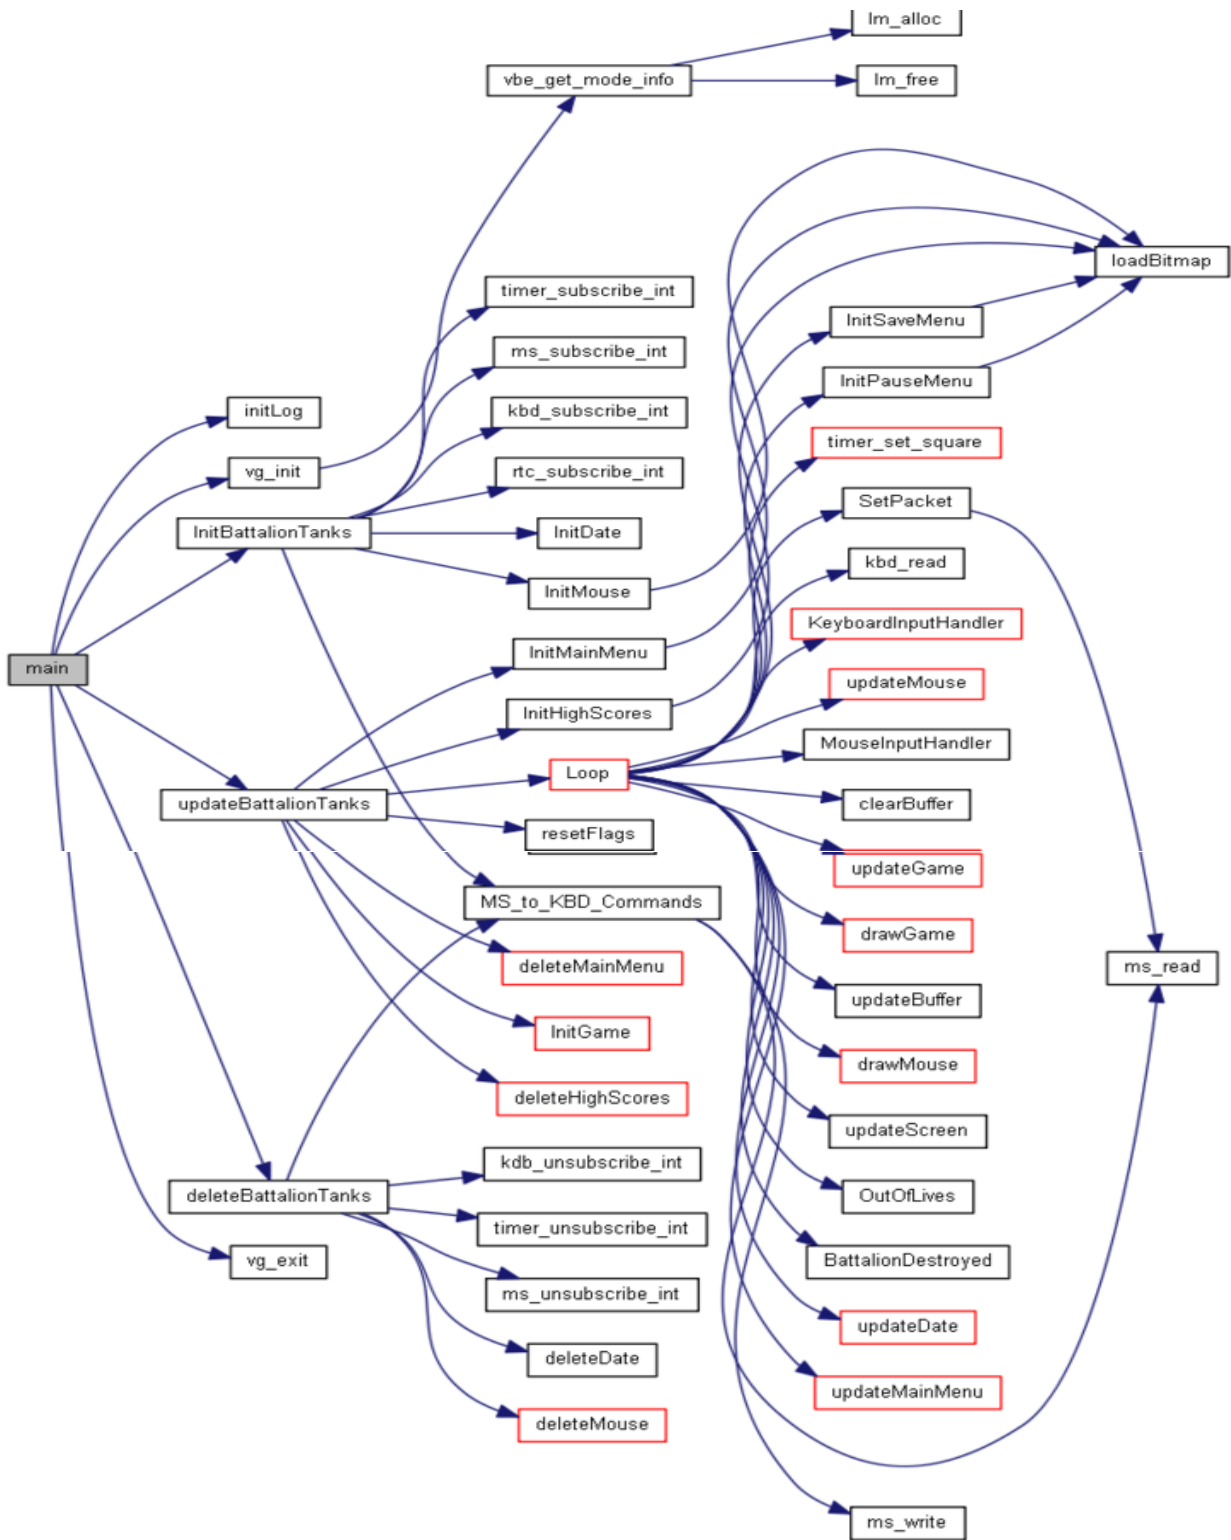 lm_alloc
vbe_get_mode_info
lm_free
loadBitmap
timer_subscribe_int
InitSaveMenu
ms_subscribe_int
InitPauseMenu
initLog
kbd_subscribe_int
timer_set_square
vg_init
rtc_subscribe_int
SetPacket
InitBattalionTanks
InitDate
kbd_read
InitMouse
KeyboardInputHandler
main
InitMainMenu
updateMouse
InitHighScores
MouseInputHandler
Loop
updateBattalionTanks
clearBuffer
resetFlags
updateGame
MS_to_KBD_Commands
drawGame
deleteMainMenu
ms_read
updateBuffer
InitGame
drawMouse
deleteHighScores
updateScreen
kdb_unsubscribe_int
deleteBattalionTanks
OutOfLives
timer_unsubscribe_int
vg_exit
BattalionDestroyed
ms_unsubscribe_int
updateDate
deleteDate
updateMainMenu
deleteMouse
ms_write